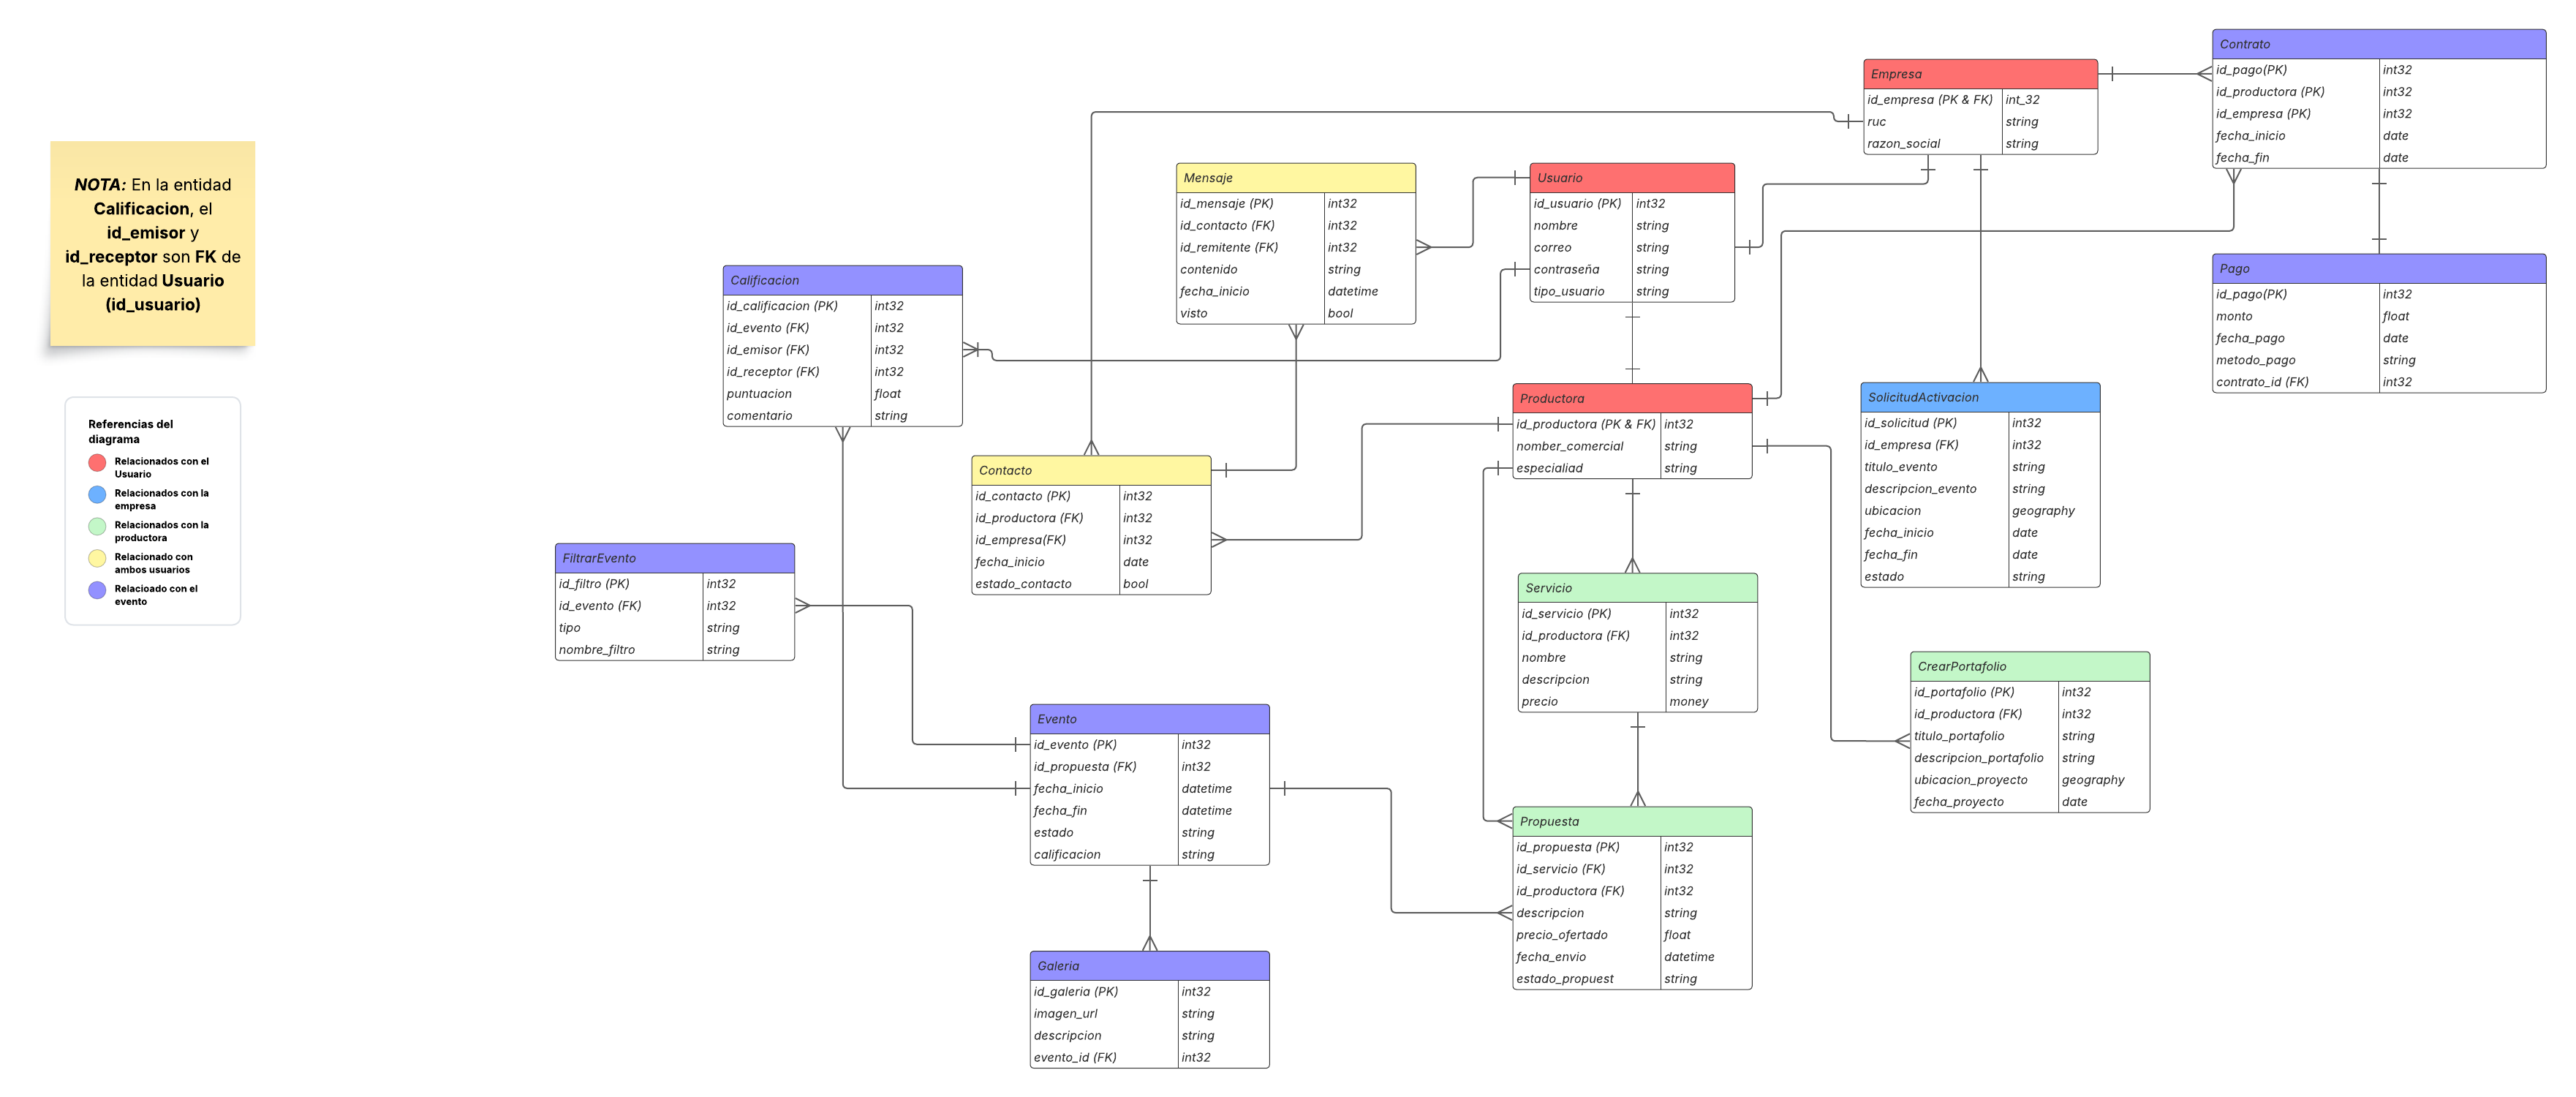 NOTA: En la entidad
Calificacion, el
id_emisor y
id_receptor son FK de
la entidad Usuario
(id_usuario)
Referencias del
diagrama
Relacionados con el
Usuario
Relacionados con la
empresa
Relacionados con la
productora
Relacionado con
ambos usuarios
Relacioado con el
evento
Contrato
id_pago(PK) int32
id_productora (PK) int32
id_empresa (PK) int32
fecha_inicio date
fecha_fin date
Empresa
id_empresa (PK & FK) int_32
ruc string
razon_social string
Mensaje
id_mensaje (PK) int32
id_contacto (FK) int32
id_remitente (FK) int32
contenido string
fecha_inicio datetime
visto bool
Usuario
id_usuario (PK) int32
nombre string
correo string
contraseña string
tipo_usuario string
Pago
id_pago(PK) int32
monto float
fecha_pago date
metodo_pago string
contrato_id (FK) int32
Calificacion
id_calificacion (PK) int32
id_evento (FK) int32
id_emisor (FK) int32
id_receptor (FK) int32
puntuacion float
comentario string
Productora
id_productora (PK & FK) int32
nomber_comercial string
especialiad string
SolicitudActivacion
id_solicitud (PK) int32
id_empresa (FK) int32
titulo_evento string
descripcion_evento string
ubicacion geography
fecha_inicio date
fecha_fin date
estado string
Contacto
id_contacto (PK) int32
id_productora (FK) int32
id_empresa(FK) int32
fecha_inicio date
estado_contacto bool
FiltrarEvento
id_filtro (PK) int32
id_evento (FK) int32
tipo string
nombre_filtro string
Servicio
id_servicio (PK) int32
id_productora (FK) int32
nombre string
descripcion string
precio money
CrearPortafolio
id_portafolio (PK) int32
id_productora (FK) int32
titulo_portafolio string
descripcion_portafolio string
ubicacion_proyecto geography
fecha_proyecto date
Evento
id_evento (PK) int32
id_propuesta (FK) int32
fecha_inicio datetime
fecha_fin datetime
estado string
calificacion string
Propuesta
id_propuesta (PK) int32
id_servicio (FK) int32
id_productora (FK) int32
descripcion string
precio_ofertado float
fecha_envio datetime
estado_propuest string
Galeria
id_galeria (PK) int32
imagen_url string
descripcion string
evento_id (FK) int32